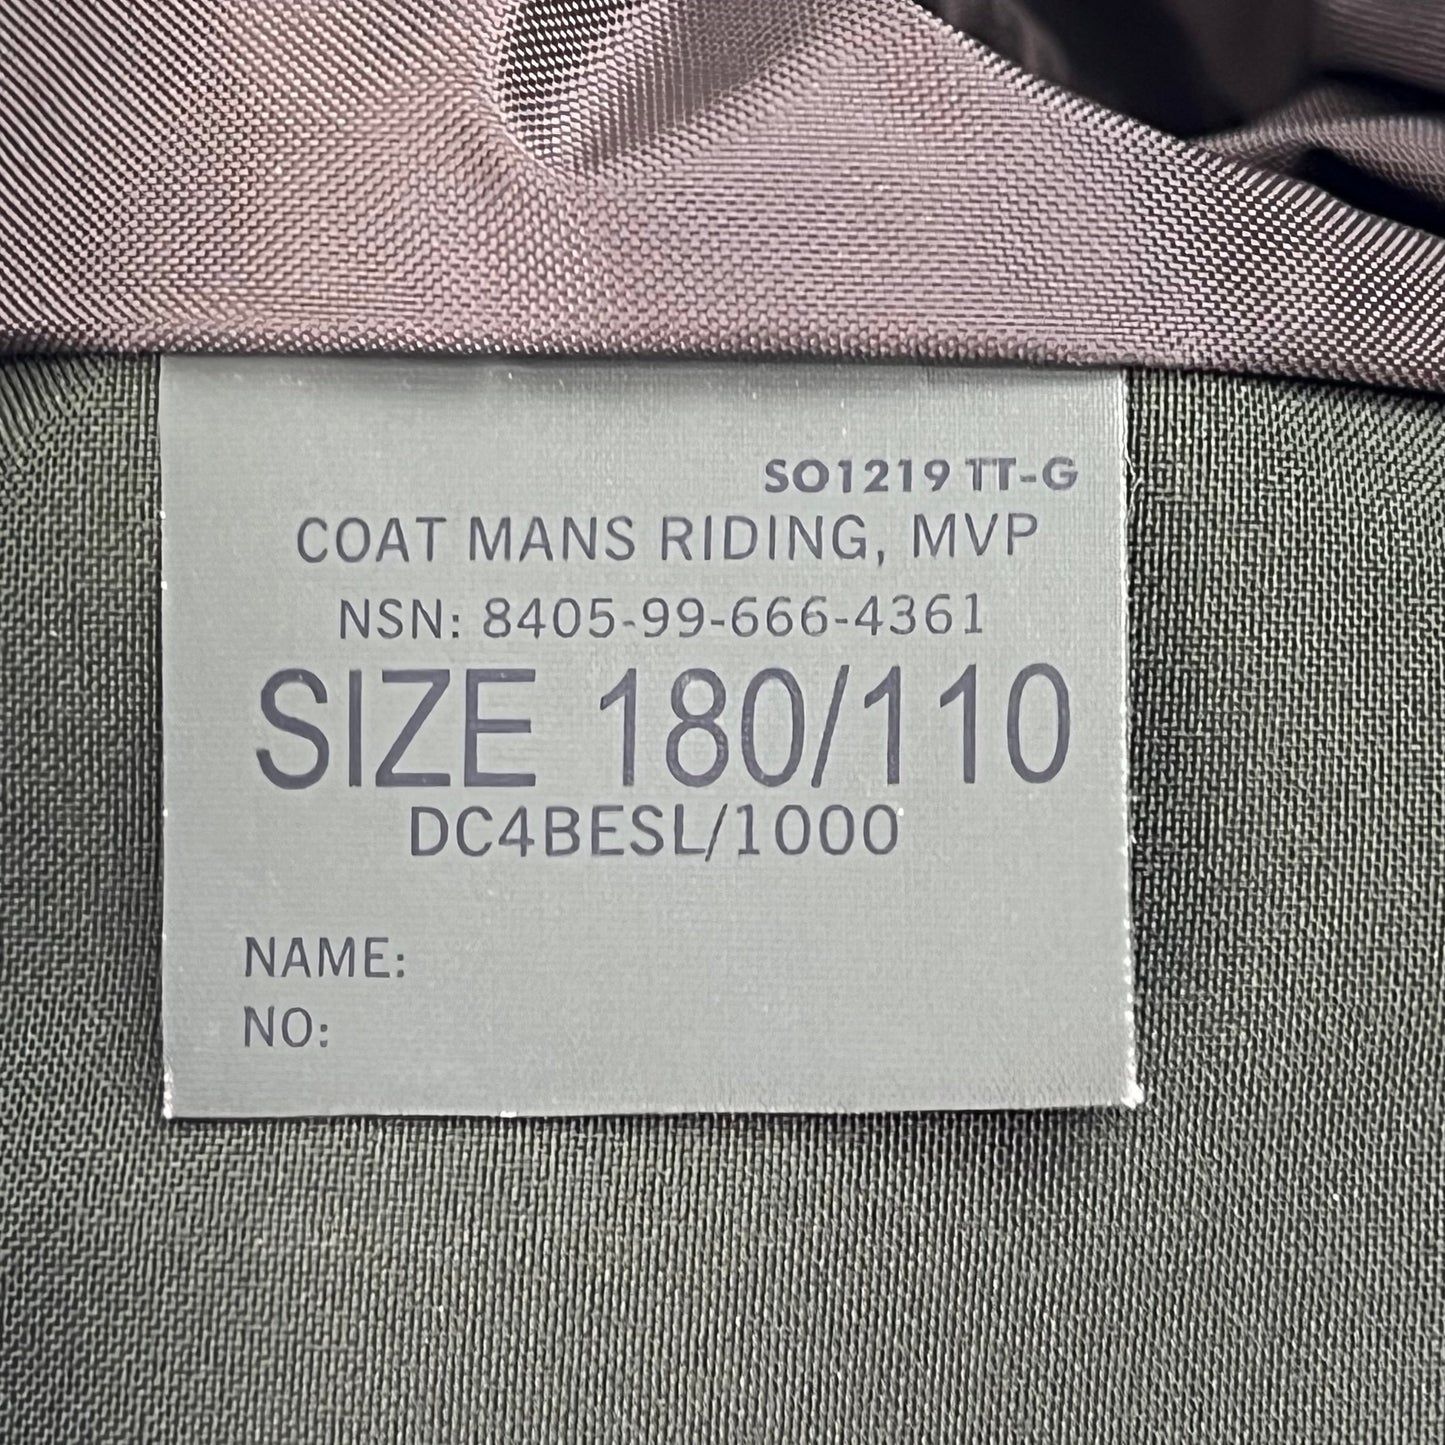 SO1219 TT-G
COAT MANS RIDING, MVP
NSN: 8405-99-666-4361
SIZE 180/110
DC4BESL/1000
NAME:
NO: